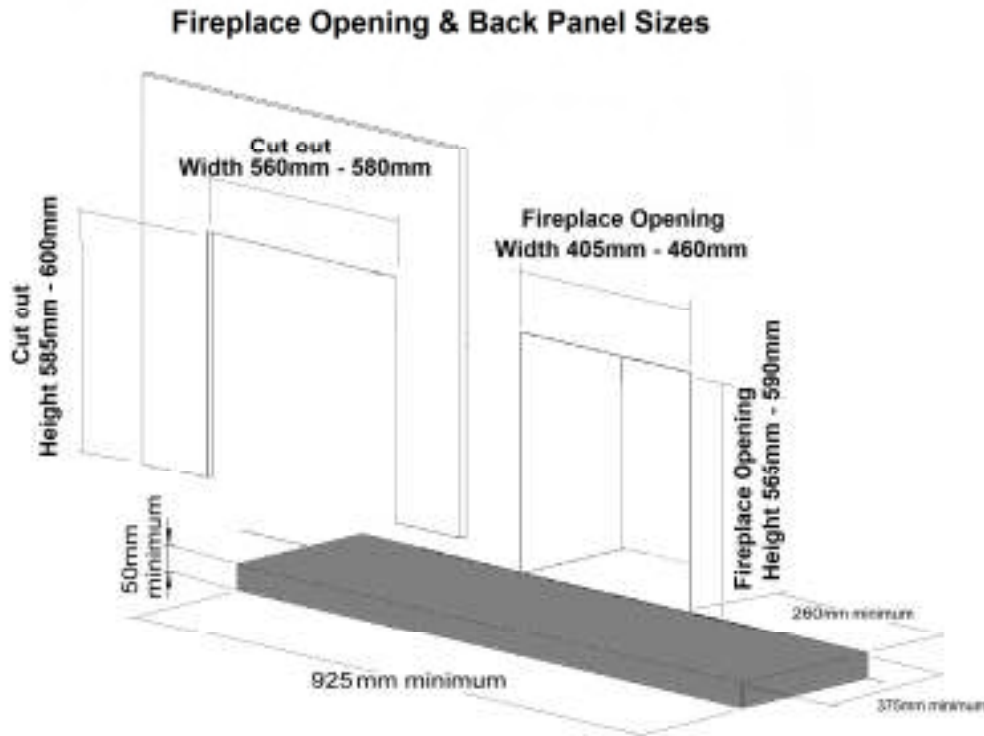 Fireplace Opening & Back Panel Sizes
Cut out
Width 560mm - 580mm
Fireplace Opening
Width 405mm - 460mm
Cut out
Height 585mm - 600mm
Fireplace Opening
Height 565mm - 590mm
50mm
minimum
260mm minimum
925mm minimum
375mm minimum